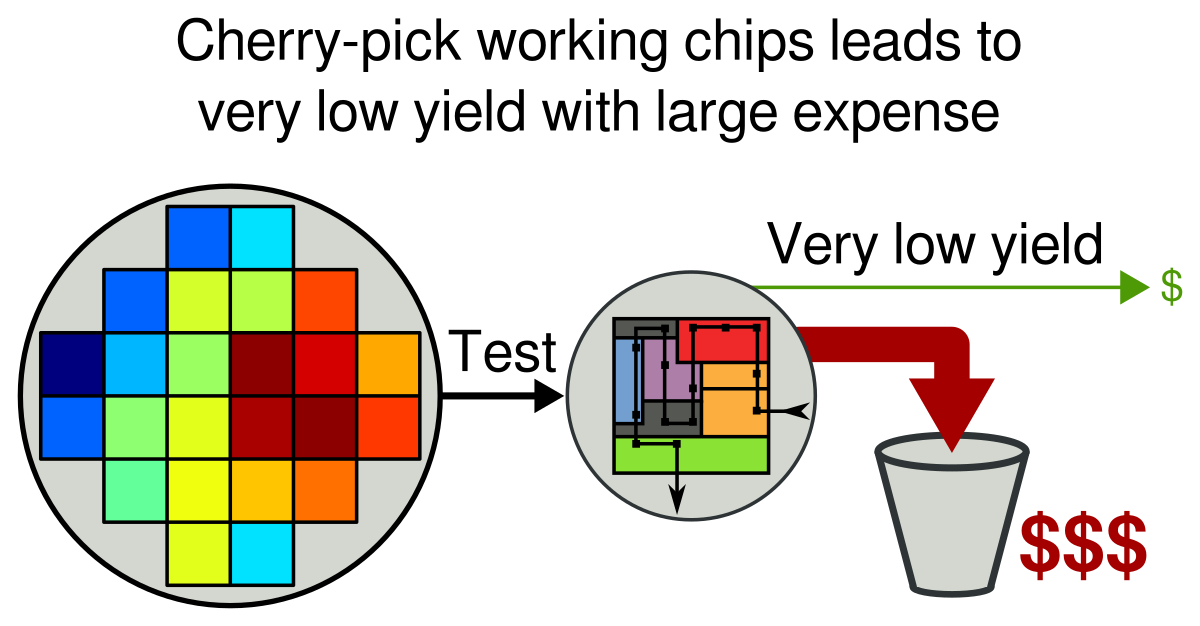 Cherry-pick working chips leads to
very low yield with large expense
Very low yield
$
Test
$$$